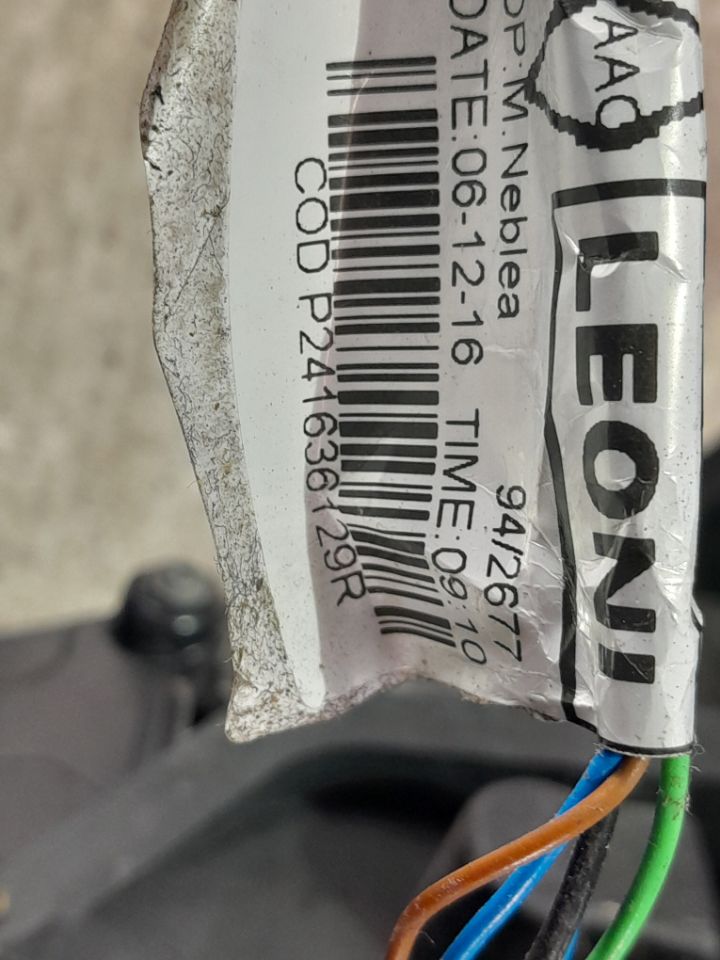 AAC
LEONI
OP.M.Neblea 94/2677
DATE:06-12-16 TIME:09:10
COD P241636129R